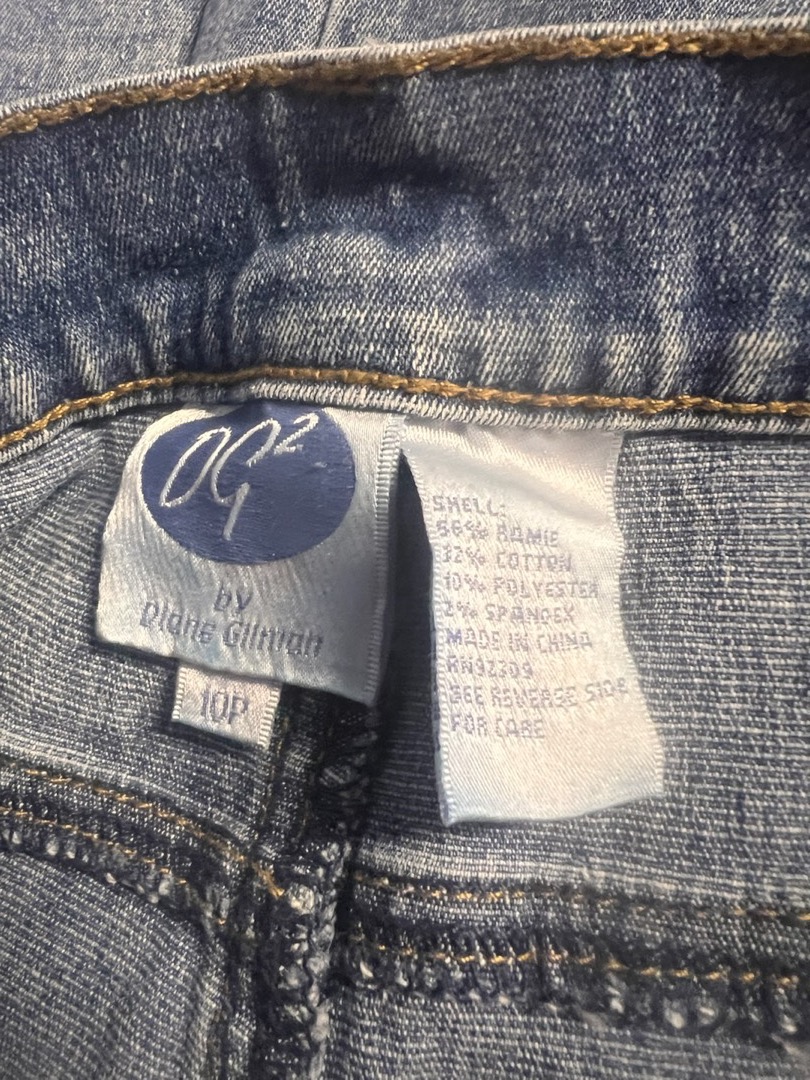 DG2
by
Diane Gilman
10P
SHELL:
56% RAMIE
32% COTTON
10% POLYESTER
2% SPANDEX
MADE IN CHINA
RN92309
SEE REVERSE SIDE
FOR CARE